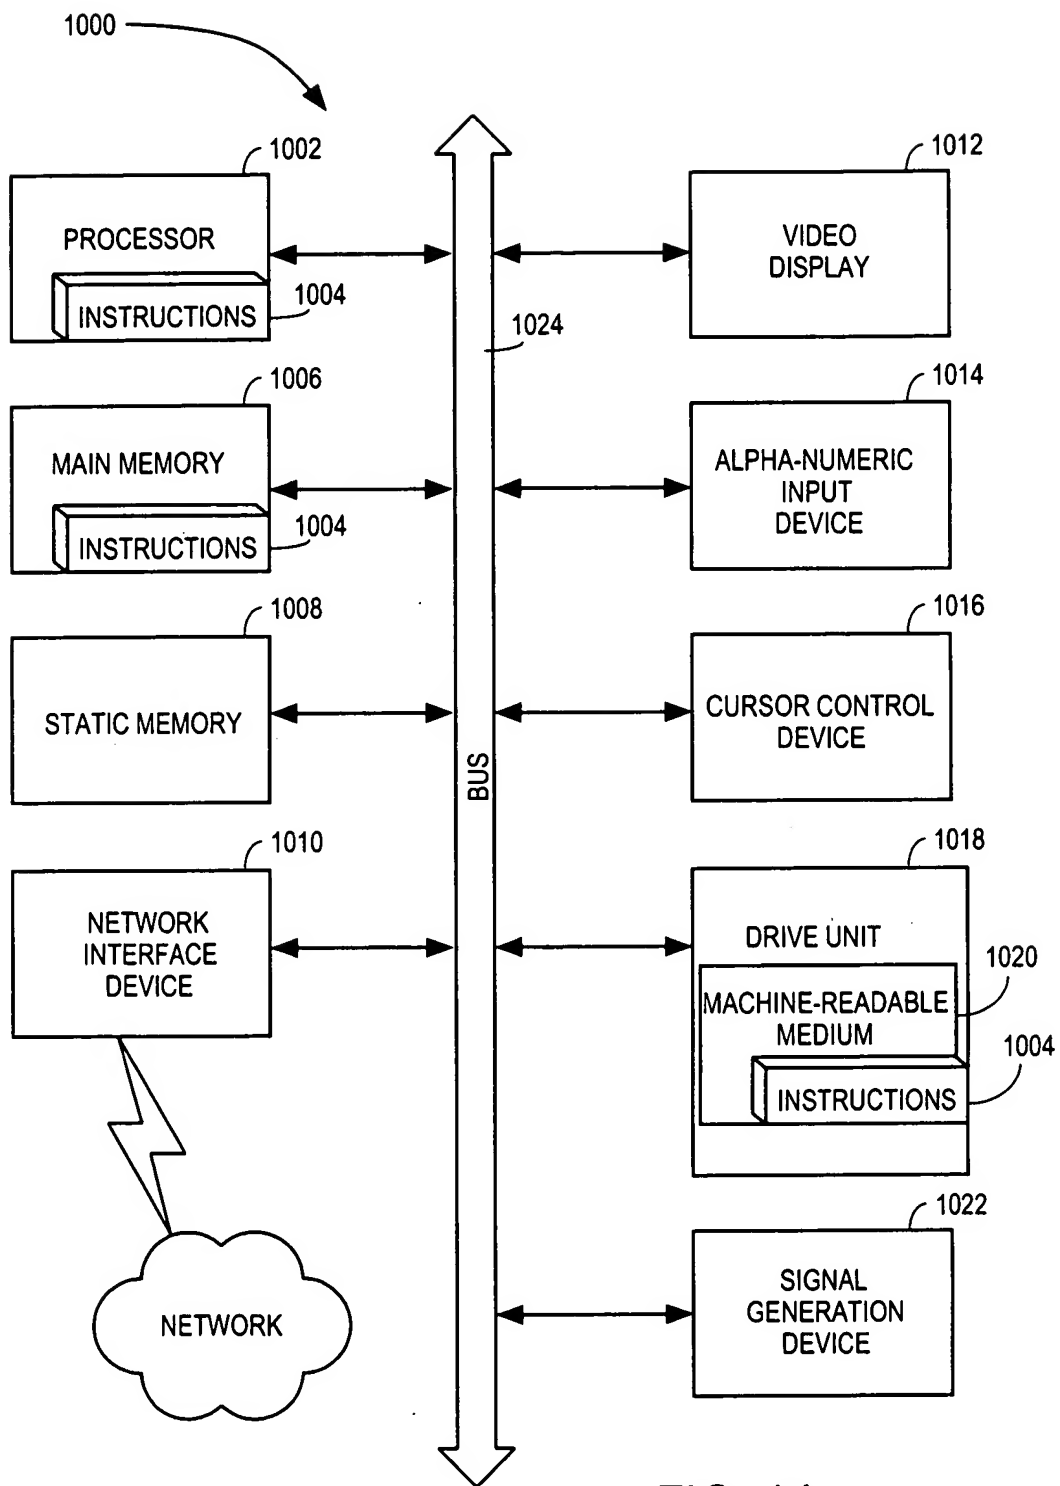 1000
1002
PROCESSOR
INSTRUCTIONS
1004
1006
MAIN MEMORY
INSTRUCTIONS
1004
1008
STATIC MEMORY
1010
NETWORK
INTERFACE
DEVICE
NETWORK
1024
BUS
1012
VIDEO
DISPLAY
1014
ALPHA-NUMERIC
INPUT
DEVICE
1016
CURSOR CONTROL
DEVICE
1018
DRIVE UNIT
1020
MACHINE-READABLE
MEDIUM
1004
INSTRUCTIONS
1022
SIGNAL
GENERATION
DEVICE